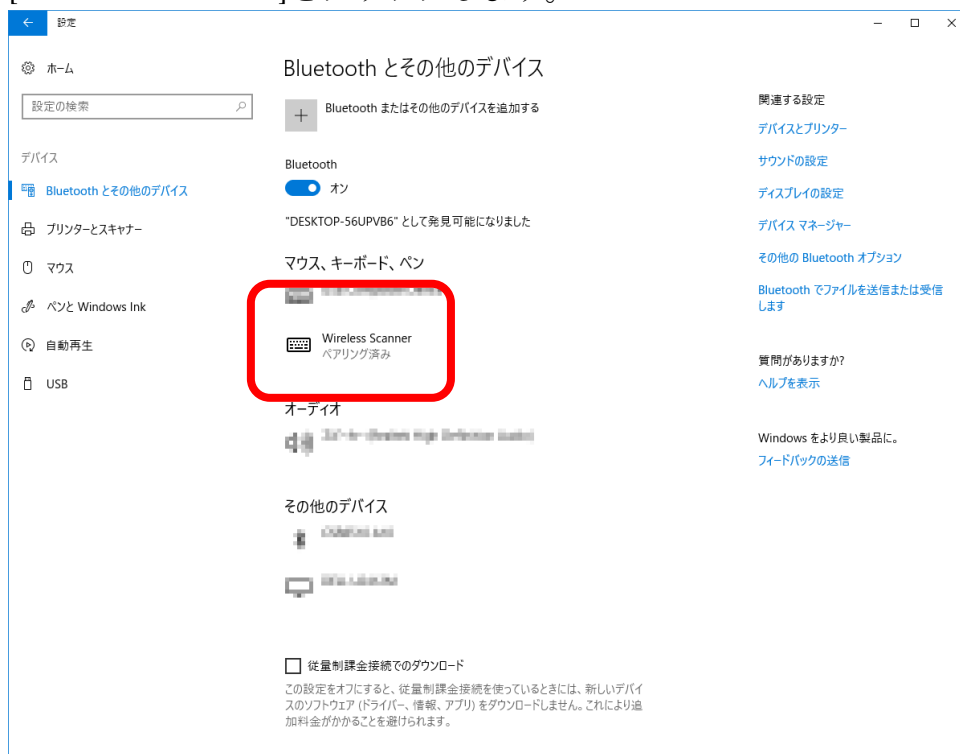 設定
ホーム
設定の検索
デバイス
Bluetooth とその他のデバイス
プリンターとスキャナー
マウス
ペンと Windows Ink
自動再生
USB
Bluetooth とその他のデバイス
Bluetooth またはその他のデバイスを追加する
Bluetooth
オン
"DESKTOP-56UPVB6" として発見可能になりました
マウス、キーボード、ペン
Wireless Scanner
ペアリング済み
オーディオ
その他のデバイス
従量制課金接続でのダウンロード
この設定をオフにすると、従量制課金接続を使っているときには、新しいデバイ
スのソフトウェア (ドライバー、情報、アプリ) をダウンロードしません。これにより追
加料金がかかることを避けられます。
関連する設定
デバイスとプリンター
サウンドの設定
ディスプレイの設定
デバイス マネージャー
その他の Bluetooth オプション
Bluetooth でファイルを送信または受信
します
質問がありますか?
ヘルプを表示
Windows をより良い製品に。
フィードバックの送信